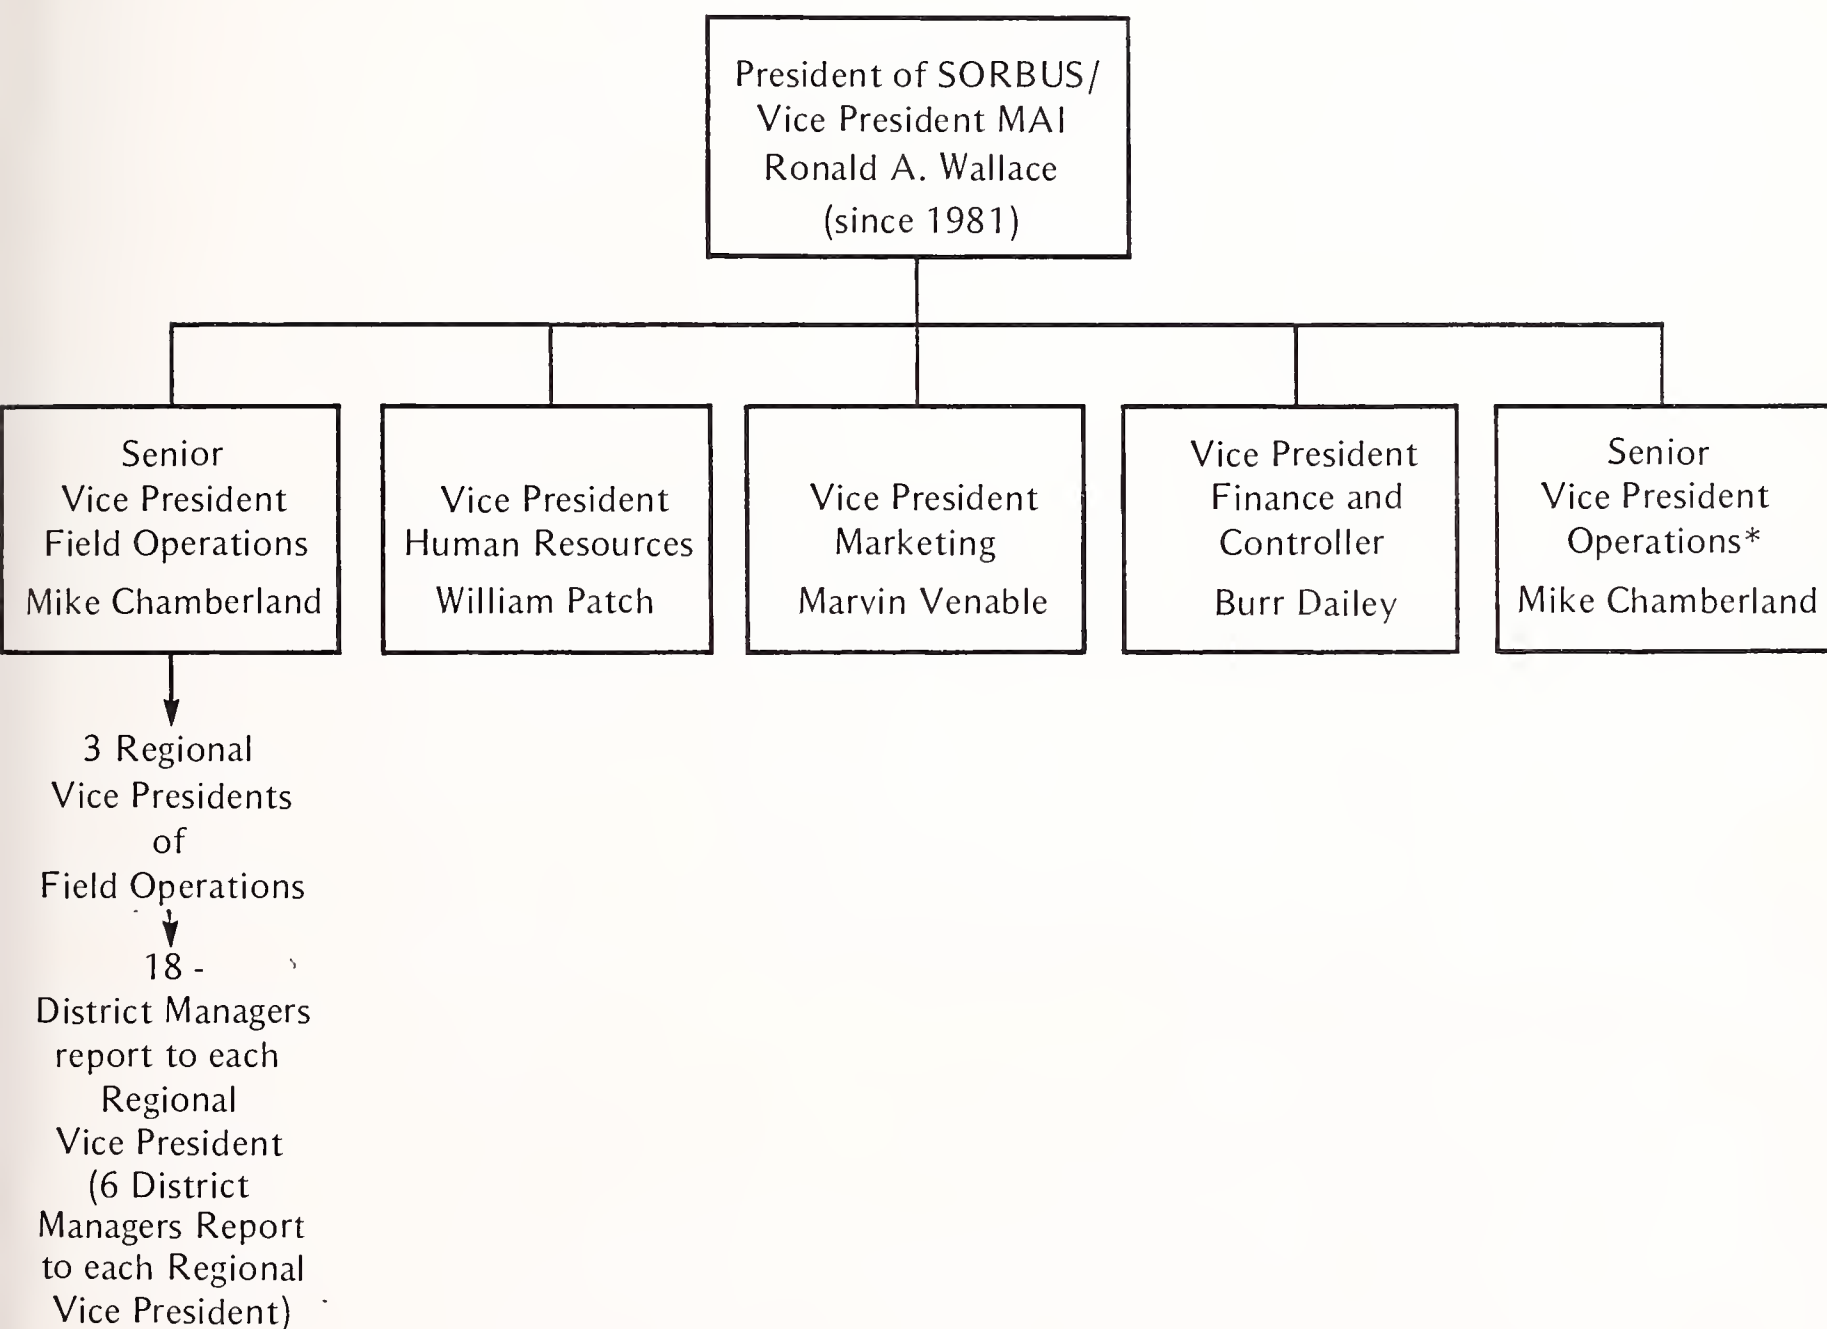 President of SORBUS/
Vice President MAI
Ronald A. Wallace
(since 1981)
Senior
Vice President
Field Operations
Mike Chamberland
Vice President
Human Resources
William Patch
Vice President
Marketing
Marvin Venable
Vice President
Finance and
Controller
Burr Dailey
Senior
Vice President
Operations*
Mike Chamberland
3 Regional
Vice Presidents
of
Field Operations
18 -
District Managers
report to each
Regional
Vice President
(6 District
Managers Report
to each Regional
Vice President)